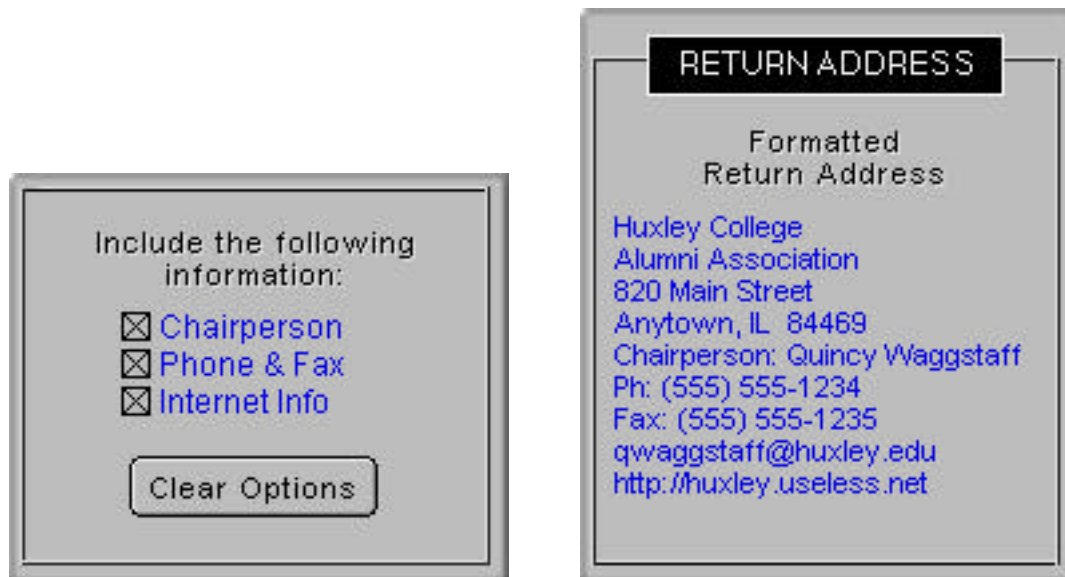 Include the following
information:
Chairperson
Phone & Fax
Internet Info
Clear Options
RETURN ADDRESS
Formatted
Return Address
Huxley College
Alumni Association
820 Main Street
Anytown, IL  84469
Chairperson: Quincy Waggstaff
Ph: (555) 555-1234
Fax: (555) 555-1235
qwaggstaff@huxley.edu
http://huxley.useless.net